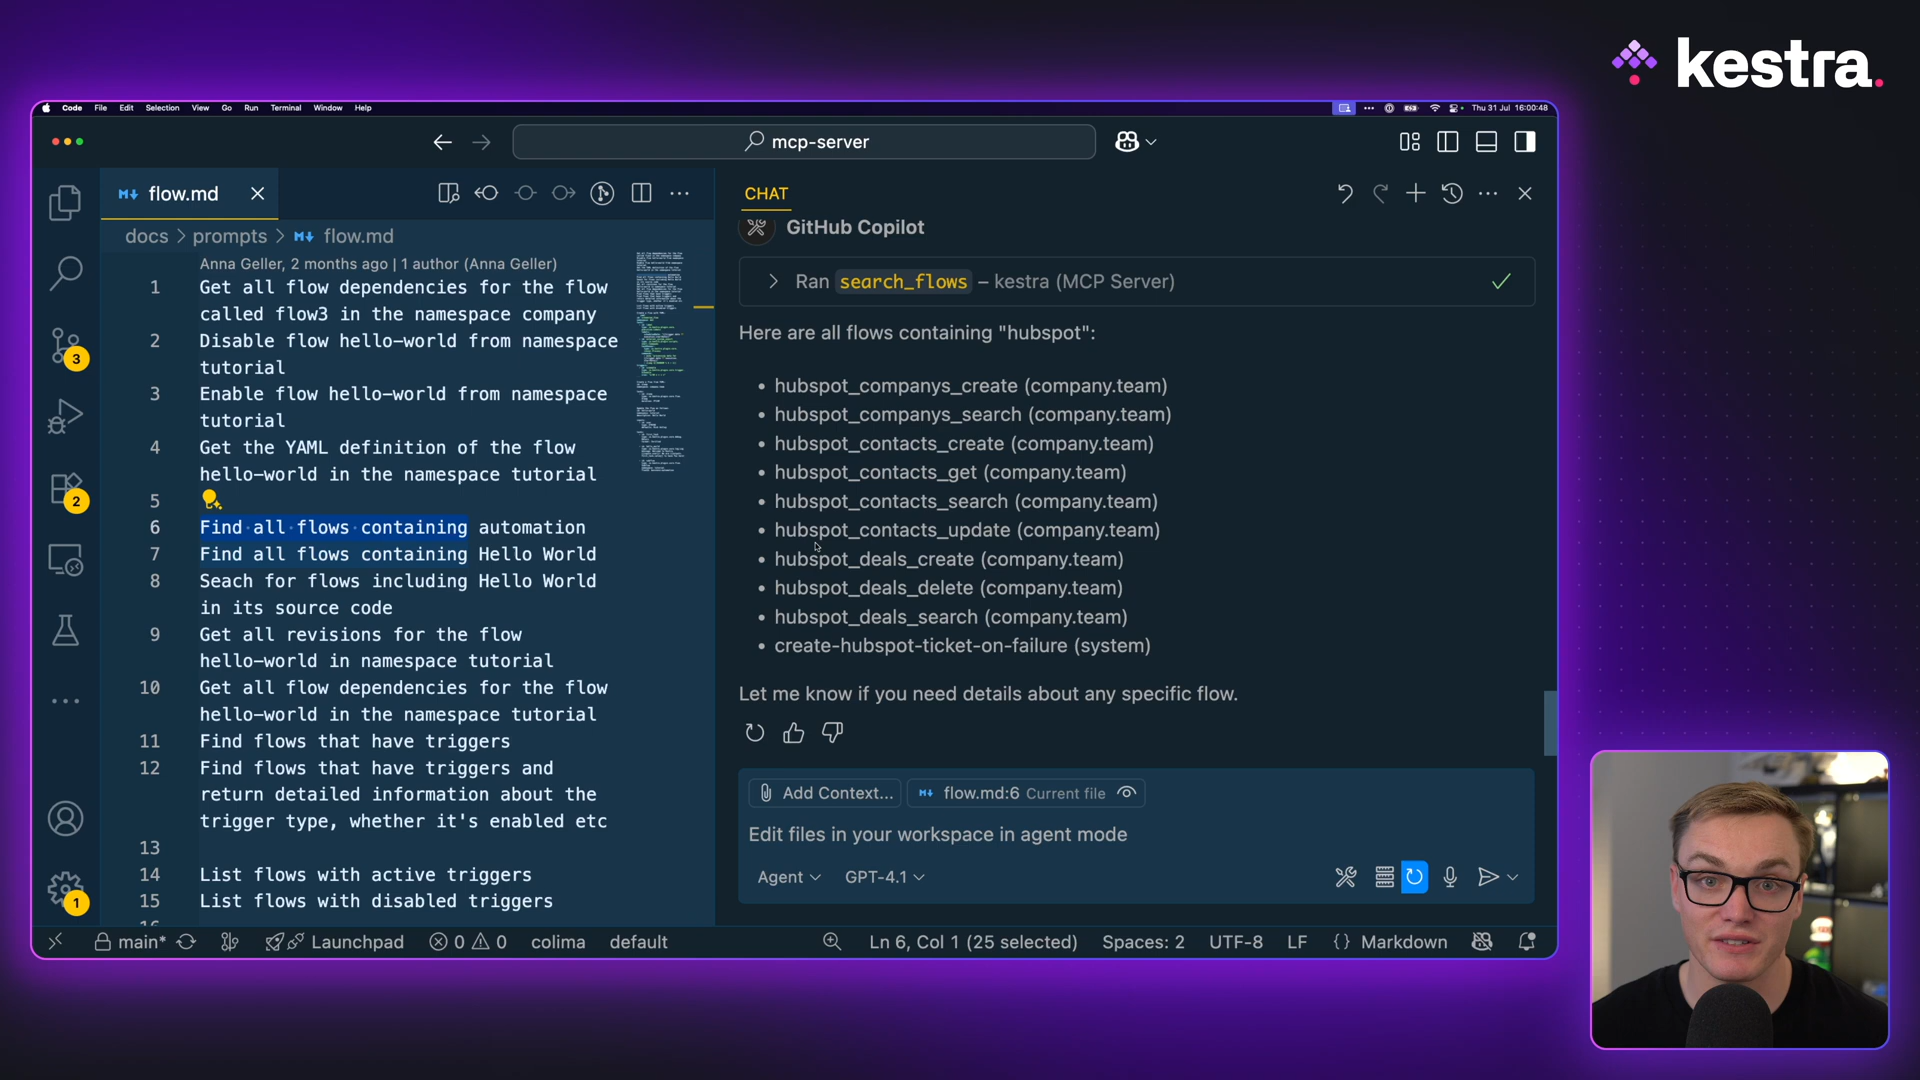 kestra.
Code File Edit Selection View Go Run Terminal Window Help
Thu 31 Jul 16:00:48
mcp-server
flow.md
docs > prompts > flow.md
Anna Geller, 2 months ago | 1 author (Anna Geller)
1 Get all flow dependencies for the flow
called flow3 in the namespace company
2 Disable flow hello-world from namespace
tutorial
3 Enable flow hello-world from namespace
tutorial
4 Get the YAML definition of the flow
hello-world in the namespace tutorial
5
6 Find all flows containing automation
7 Find all flows containing Hello World
8 Seach for flows including Hello World
in its source code
9 Get all revisions for the flow
hello-world in namespace tutorial
10 Get all flow dependencies for the flow
hello-world in the namespace tutorial
11 Find flows that have triggers
12 Find flows that have triggers and
return detailed information about the
trigger type, whether it's enabled etc
13
14 List flows with active triggers
15 List flows with disabled triggers
3
2
1
CHAT
GitHub Copilot
Ran search_flows – kestra (MCP Server)
Here are all flows containing "hubspot":
• hubspot_companys_create (company.team)
• hubspot_companys_search (company.team)
• hubspot_contacts_create (company.team)
• hubspot_contacts_get (company.team)
• hubspot_contacts_search (company.team)
• hubspot_contacts_update (company.team)
• hubspot_deals_create (company.team)
• hubspot_deals_delete (company.team)
• hubspot_deals_search (company.team)
• create-hubspot-ticket-on-failure (system)
Let me know if you need details about any specific flow.
Add Context...
flow.md:6 Current file
Edit files in your workspace in agent mode
Agent
GPT-4.1
main*
Launchpad
0
0
colima
default
Ln 6, Col 1 (25 selected)
Spaces: 2
UTF-8
LF
{} Markdown